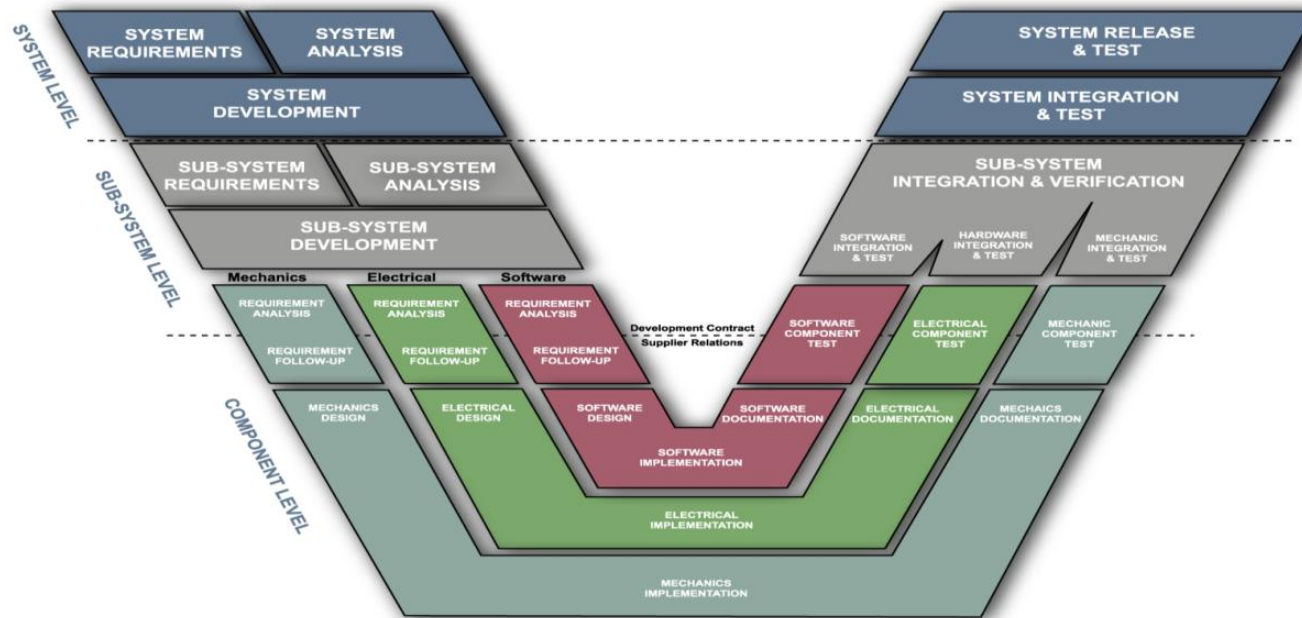 SYSTEM LEVEL
SYSTEM
REQUIREMENTS
SYSTEM
ANALYSIS
SYSTEM
DEVELOPMENT
SYSTEM RELEASE
& TEST
SYSTEM INTEGRATION
& TEST
SUB-SYSTEM LEVEL
SUB-SYSTEM
REQUIREMENTS
SUB-SYSTEM
ANALYSIS
SUB-SYSTEM
DEVELOPMENT
SUB-SYSTEM
INTEGRATION & VERIFICATION
SOFTWARE
INTEGRATION
& TEST
HARDWARE
INTEGRATION
& TEST
MECHANIC
INTEGRATION
& TEST
Mechanics
Electrical
Software
REQUIREMENT
ANALYSIS
REQUIREMENT
FOLLOW-UP
REQUIREMENT
ANALYSIS
REQUIREMENT
FOLLOW-UP
REQUIREMENT
ANALYSIS
REQUIREMENT
FOLLOW-UP
Development Contract
Supplier Relations
SOFTWARE
COMPONENT
TEST
ELECTRICAL
COMPONENT
TEST
MECHANIC
COMPONENT
TEST
COMPONENT LEVEL
MECHANICS
DESIGN
ELECTRICAL
DESIGN
SOFTWARE
DESIGN
SOFTWARE
DOCUMENTATION
ELECTRICAL
DOCUMENTATION
MECHAICS
DOCUMENTATION
SOFTWARE
IMPLEMENTATION
ELECTRICAL
IMPLEMENTATION
MECHANICS
IMPLEMENTATION